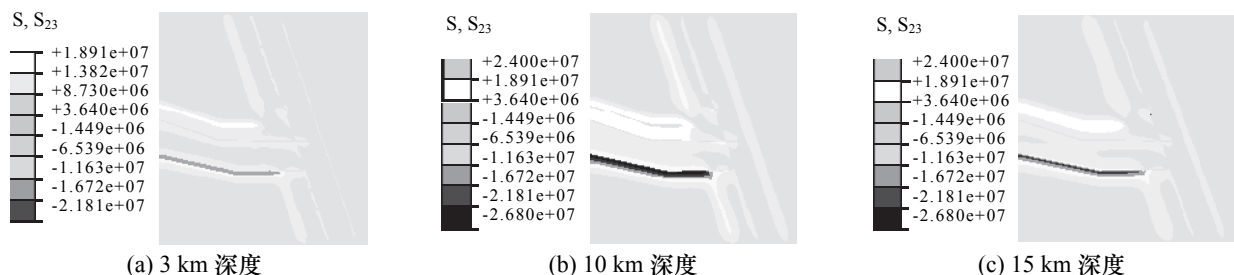 S, S23
+1.891e+07
+1.382e+07
+8.730e+06
+3.640e+06
-1.449e+06
-6.539e+06
-1.163e+07
-1.672e+07
-2.181e+07
(a) 3 km 深度
S, S23
+2.400e+07
+1.891e+07
+3.640e+06
-1.449e+06
-6.539e+06
-1.163e+07
-1.672e+07
-2.181e+07
-2.680e+07
(b) 10 km 深度
S, S23
+2.400e+07
+1.891e+07
+3.640e+06
-1.449e+06
-6.539e+06
-1.163e+07
-1.672e+07
-2.181e+07
-2.680e+07
(c) 15 km 深度